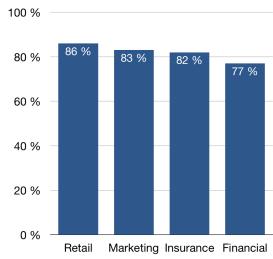 100 %
80 %
60 %
40 %
20 %
0 %
86 %
83 %
82 %
77 %
Retail
Marketing
Insurance
Financial